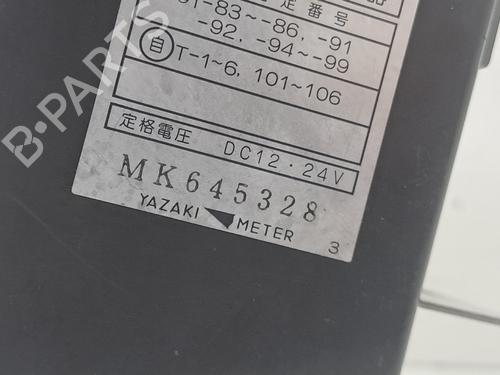 定番号
-83~-86, -91
-92, -94~-99
自 T-1~6, 101~106
定格電圧 DC12・24V
MK645328
YAZAKI METER
3
B-PARTS